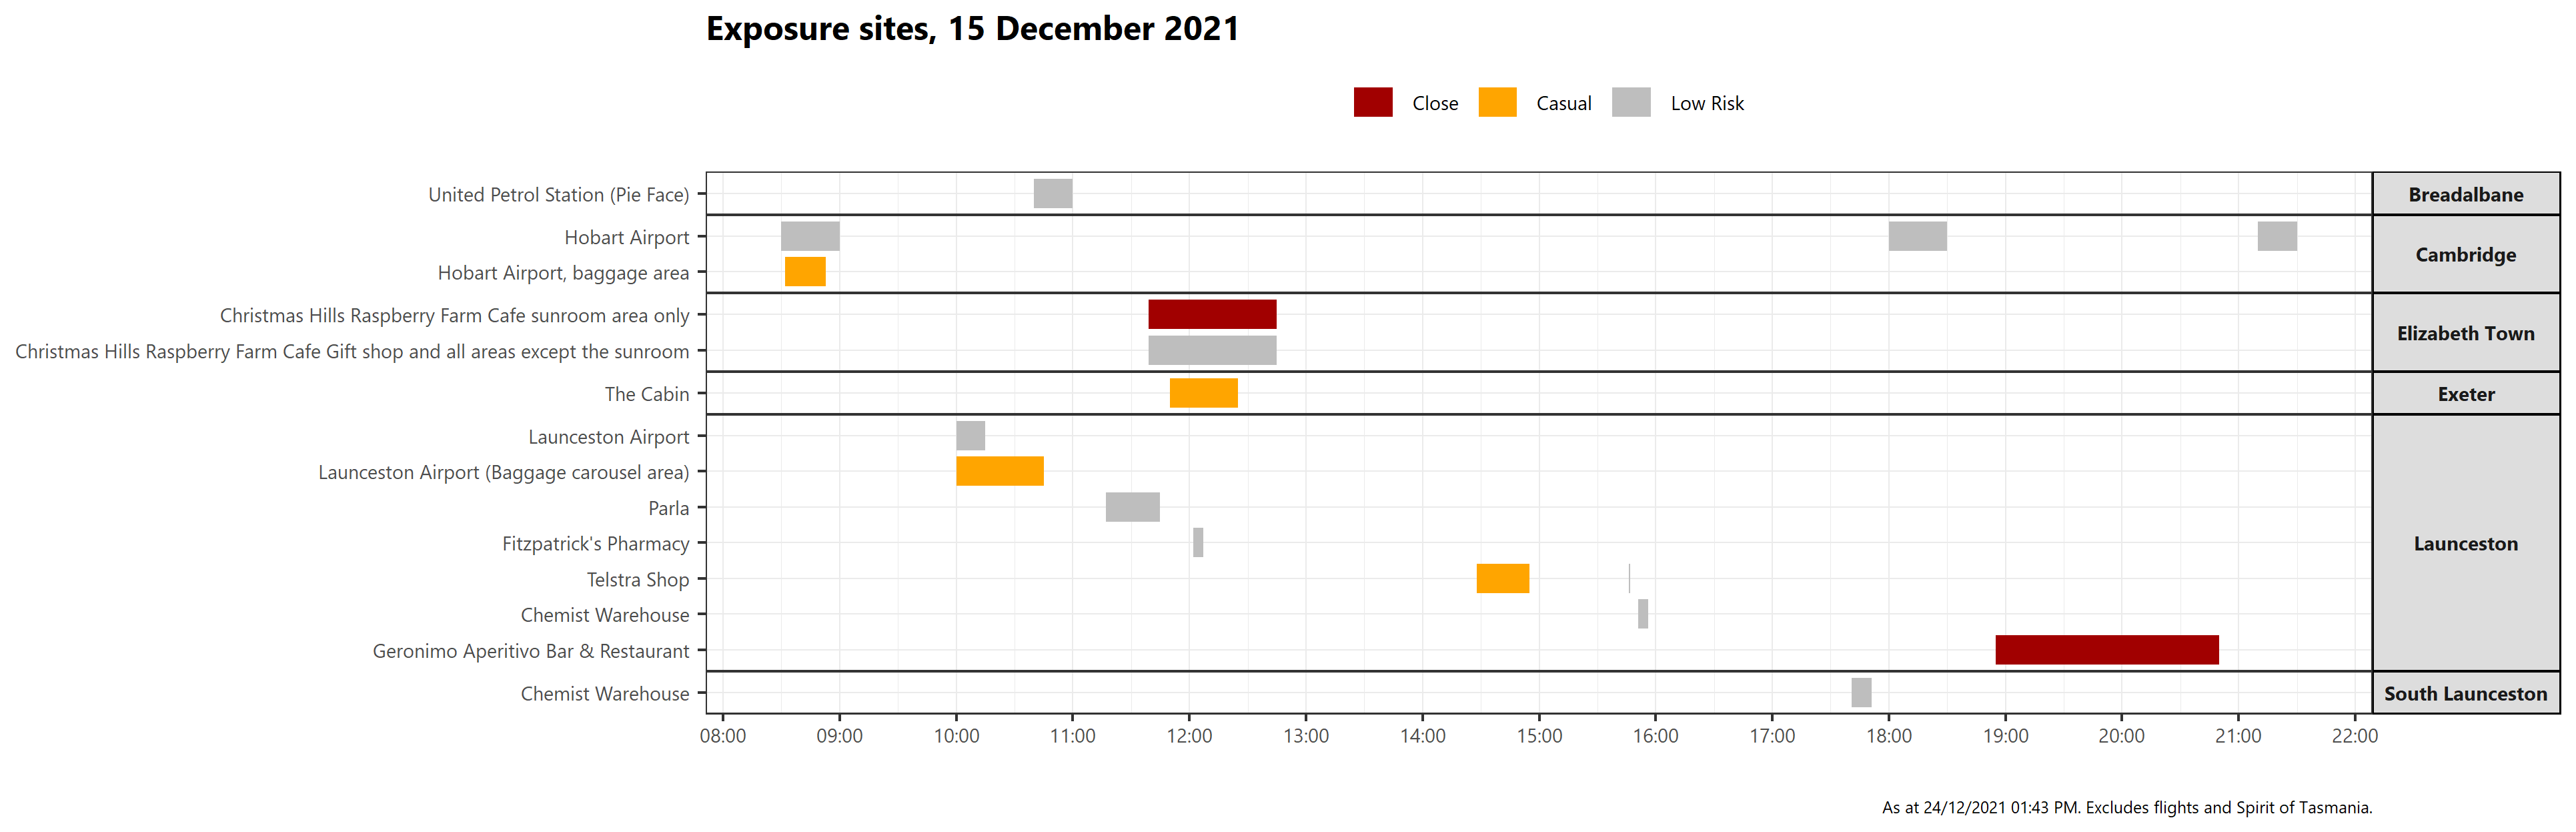 Exposure sites, 15 December 2021
Close Casual Low Risk
United Petrol Station (Pie Face)
Breadalbane
Hobart Airport
Hobart Airport, baggage area
Cambridge
Christmas Hills Raspberry Farm Cafe sunroom area only
Christmas Hills Raspberry Farm Cafe Gift shop and all areas except the sunroom
Elizabeth Town
The Cabin
Exeter
Launceston Airport
Launceston Airport (Baggage carousel area)
Parla
Fitzpatrick's Pharmacy
Telstra Shop
Chemist Warehouse
Geronimo Aperitivo Bar & Restaurant
Launceston
Chemist Warehouse
South Launceston
08:00 09:00 10:00 11:00 12:00 13:00 14:00 15:00 16:00 17:00 18:00 19:00 20:00 21:00 22:00
As at 24/12/2021 01:43 PM. Excludes flights and Spirit of Tasmania.